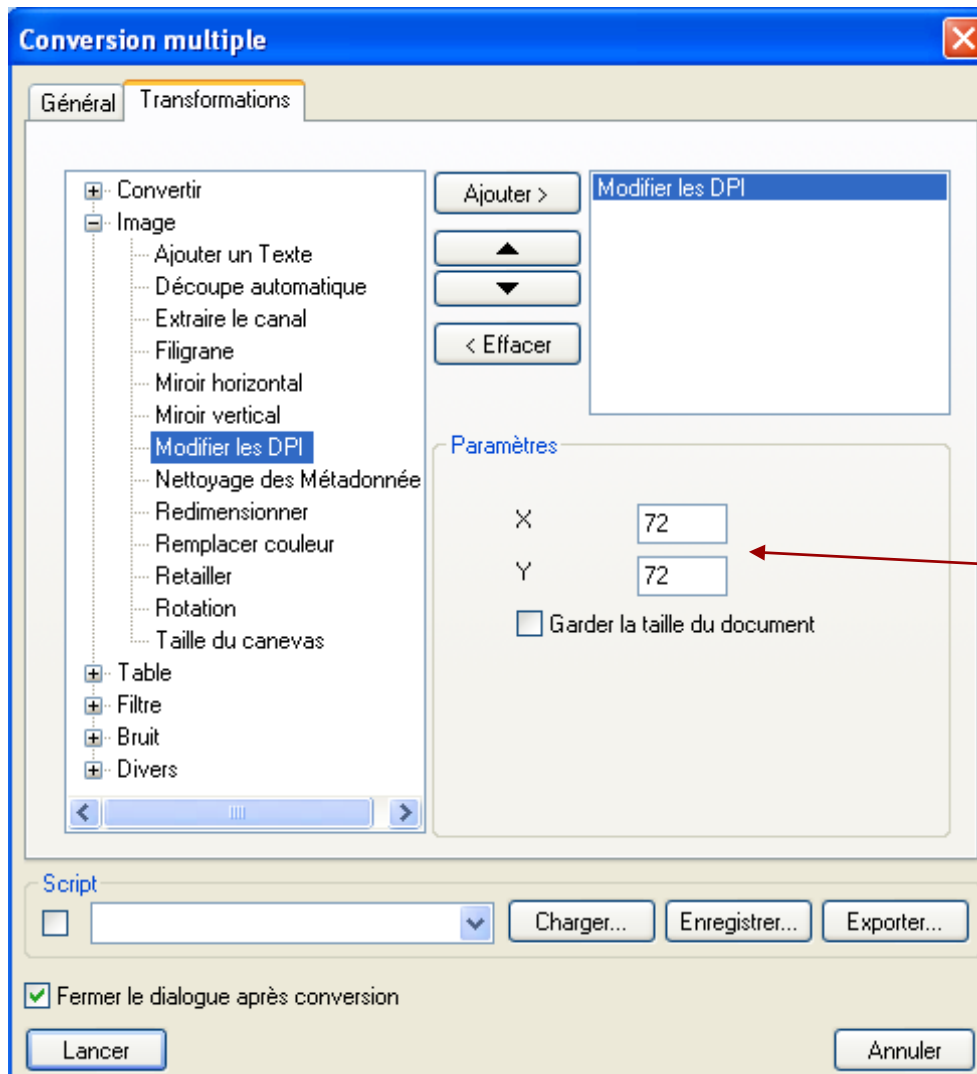 Conversion multiple
Général
Transformations
Convertir
Image
Ajouter un Texte
Découpe automatique
Extraire le canal
Filigrane
Miroir horizontal
Miroir vertical
Modifier les DPI
Nettoyage des Métadonnée
Redimensionner
Remplacer couleur
Retailler
Rotation
Taille du canevas
Table
Filtre
Bruit
Divers
Ajouter >
< Effacer
Modifier les DPI
Paramètres
X 72
Y 72
Garder la taille du document
Script
Charger... Enregistrer... Exporter...
Fermer le dialogue après conversion
Lancer Annuler